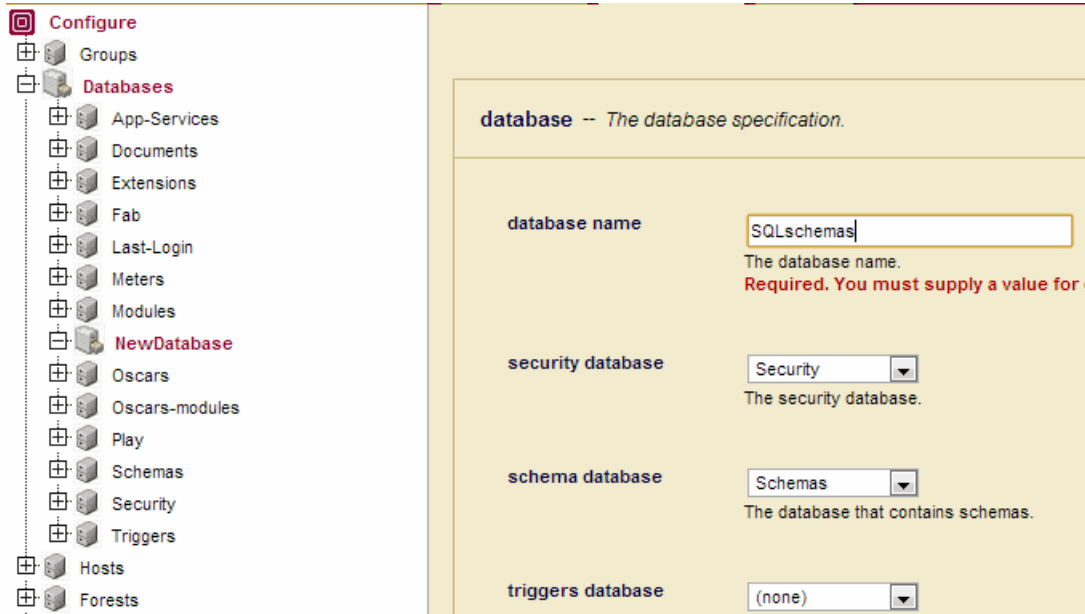 Configure
Groups
Databases
App-Services
Documents
Extensions
Fab
Last-Login
Meters
Modules
NewDatabase
Oscars
Oscars-modules
Play
Schemas
Security
Triggers
Hosts
Forests
database -- The database specification.
database name
SQLschemas
The database name.
Required. You must supply a value for
security database
Security
The security database.
schema database
Schemas
The database that contains schemas.
triggers database
(none)